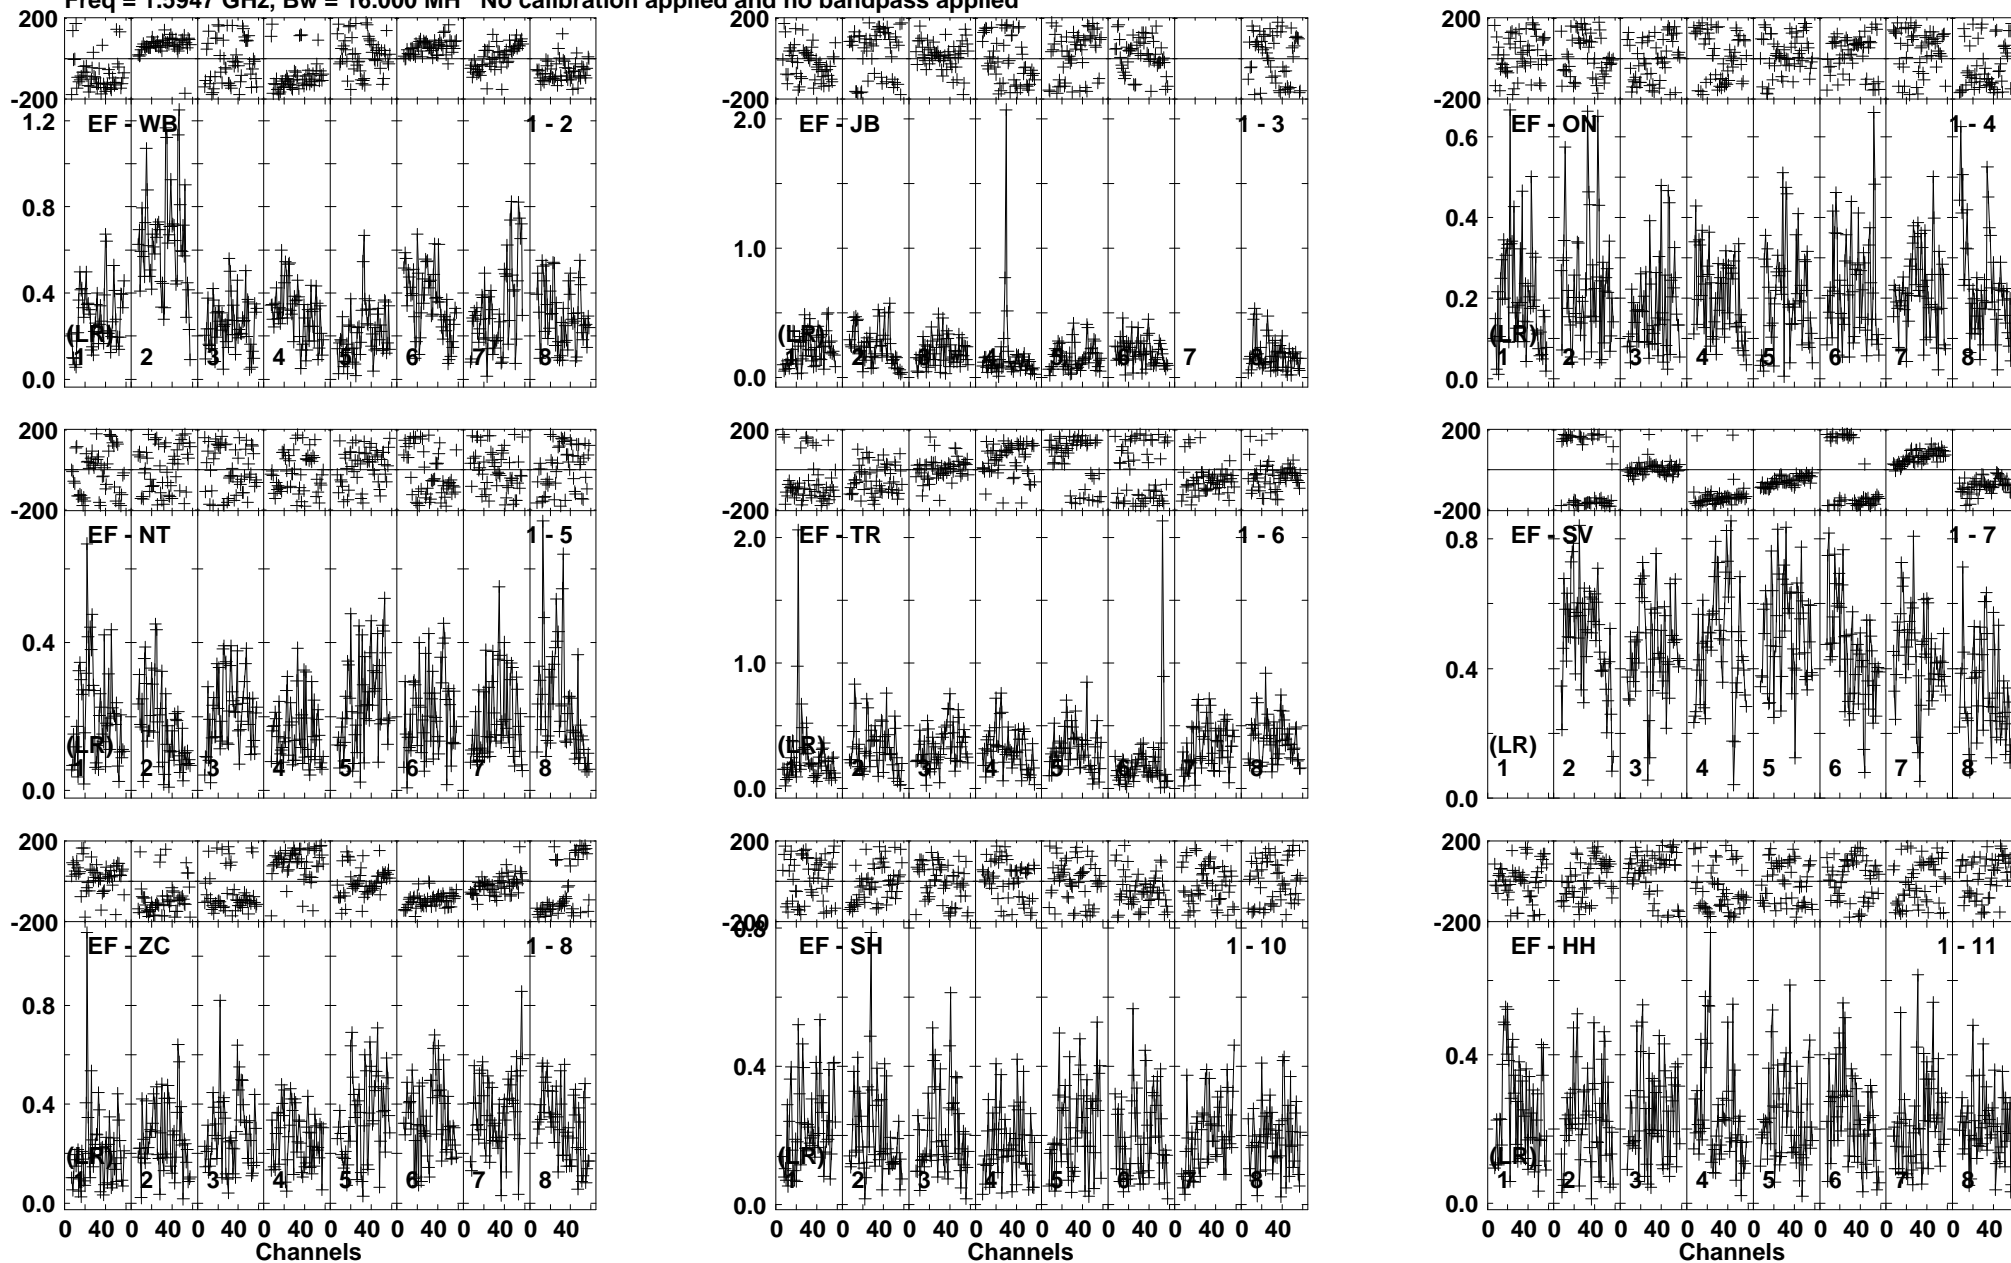 Freq = 1.5947 GHz, Bw = 16.000 MH No calibration applied and no bandpass applied
200 200 200
-200 -200 -200
EF - WB 1 - 2 EF - JB 1 - 3 EF - ON 1 - 4
1.2 2.0 0.6
0.8 1.0 0.4
0.4 0.2
(LR) (LR) (LR)
1 2 3 4 5 6 7 8 1 2 3 4 5 6 7 8 1 2 3 4 5 6 7 8
0.0 0.0 0.0
200 200 200
-200 -200 -200
EF - NT 1 - 5 EF - TR 1 - 6 EF - SV 1 - 7
2.0 0.8
0.4 1.0 0.4
(LR) (LR) (LR)
1 2 3 4 5 6 7 8 1 2 3 4 5 6 7 8 1 2 3 4 5 6 7 8
0.0 0.0 0.0
200 200 200
-200 -200 -200
0.8
EF - ZC 1 - 8 EF - SH 1 - 10 EF - HH 1 - 11
0.8
0.4 0.4 0.4
(LR) (LR) (LR)
1 2 3 4 5 6 7 8 1 2 3 4 5 6 7 8 1 2 3 4 5 6 7 8
0.0 0.0 0.0
0 40 0 40 0 40 0 40 0 40 0 40 0 40 0 40 0 40 0 40 0 40 0 40 0 40 0 40 0 40 0 40 0 40 0 40 0 40 0 40 0 40 0 40 0 40 0 40
Channels Channels